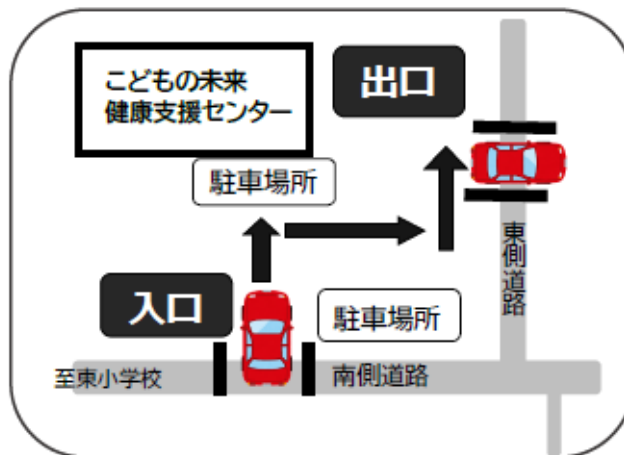 こどもの未来
健康支援センター
出口
駐車場所
東側道路
入口
駐車場所
至東小学校
南側道路